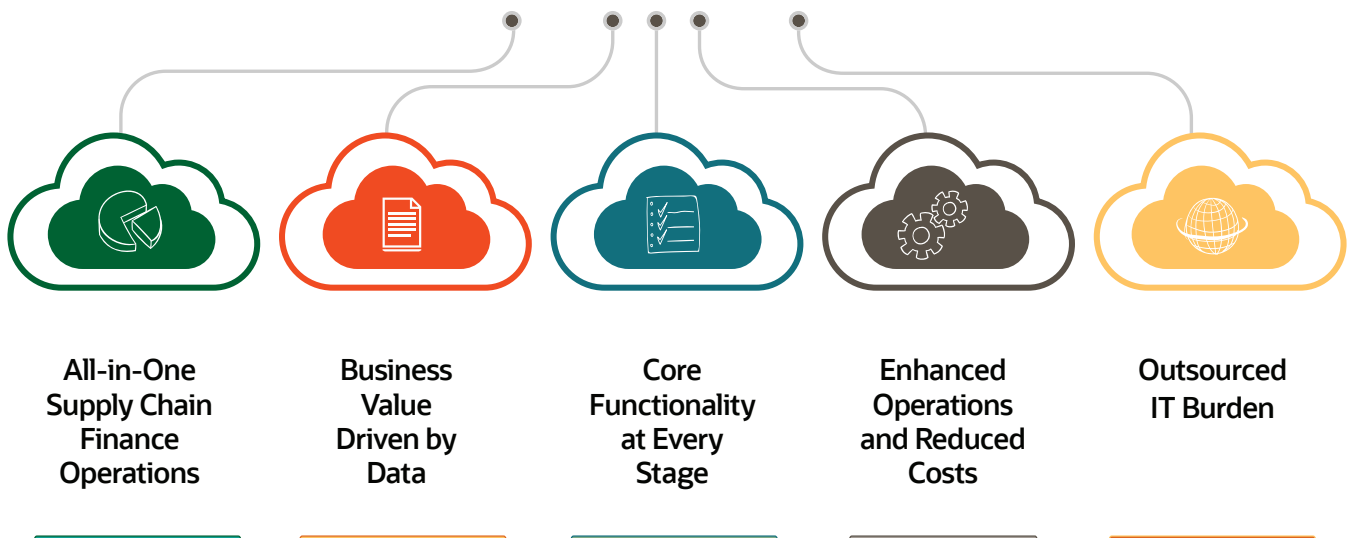 All-in-One
Supply Chain
Finance
Operations
Business
Value
Driven by
Data
Core
Functionality
at Every
Stage
Enhanced
Operations
and Reduced
Costs
Outsourced
IT Burden